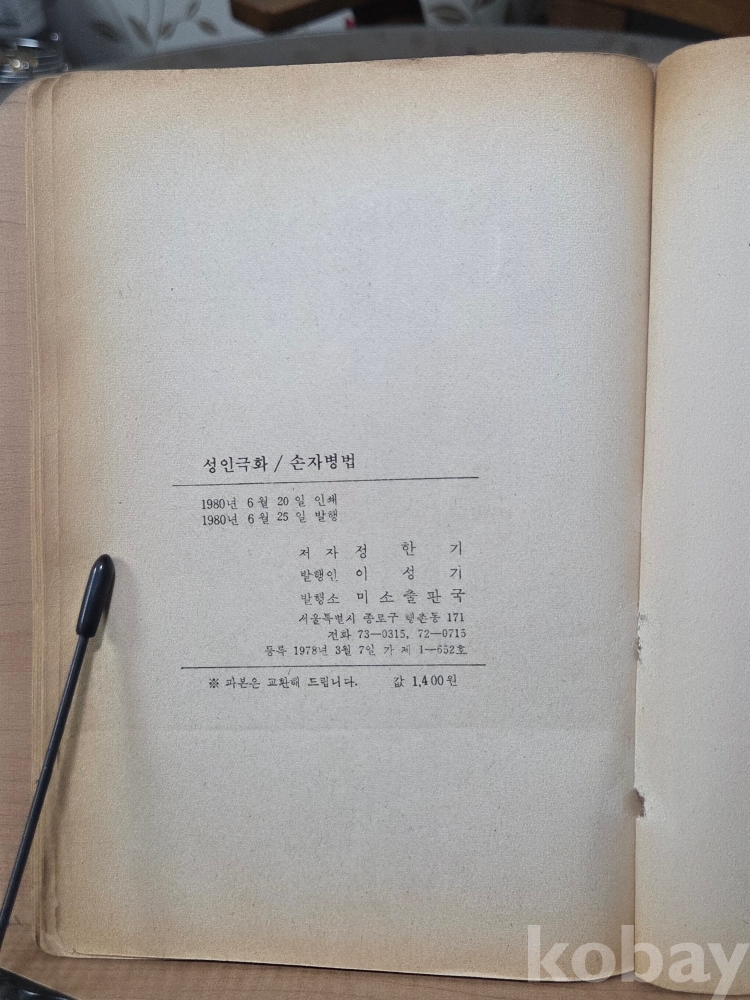 성인극화 / 손자병법
1980년 6월 20일 인쇄
1980년 6월 25일 발행
저자 정한기
발행인 이성기
발행소 미소출판국
서울특별시 종로구 171
전화 73—0315, 72—0715
등록 1978년 3월 7일 가 제 1—652호
※ 파본은 교환해 드립니다. 값 1,400원
kobay